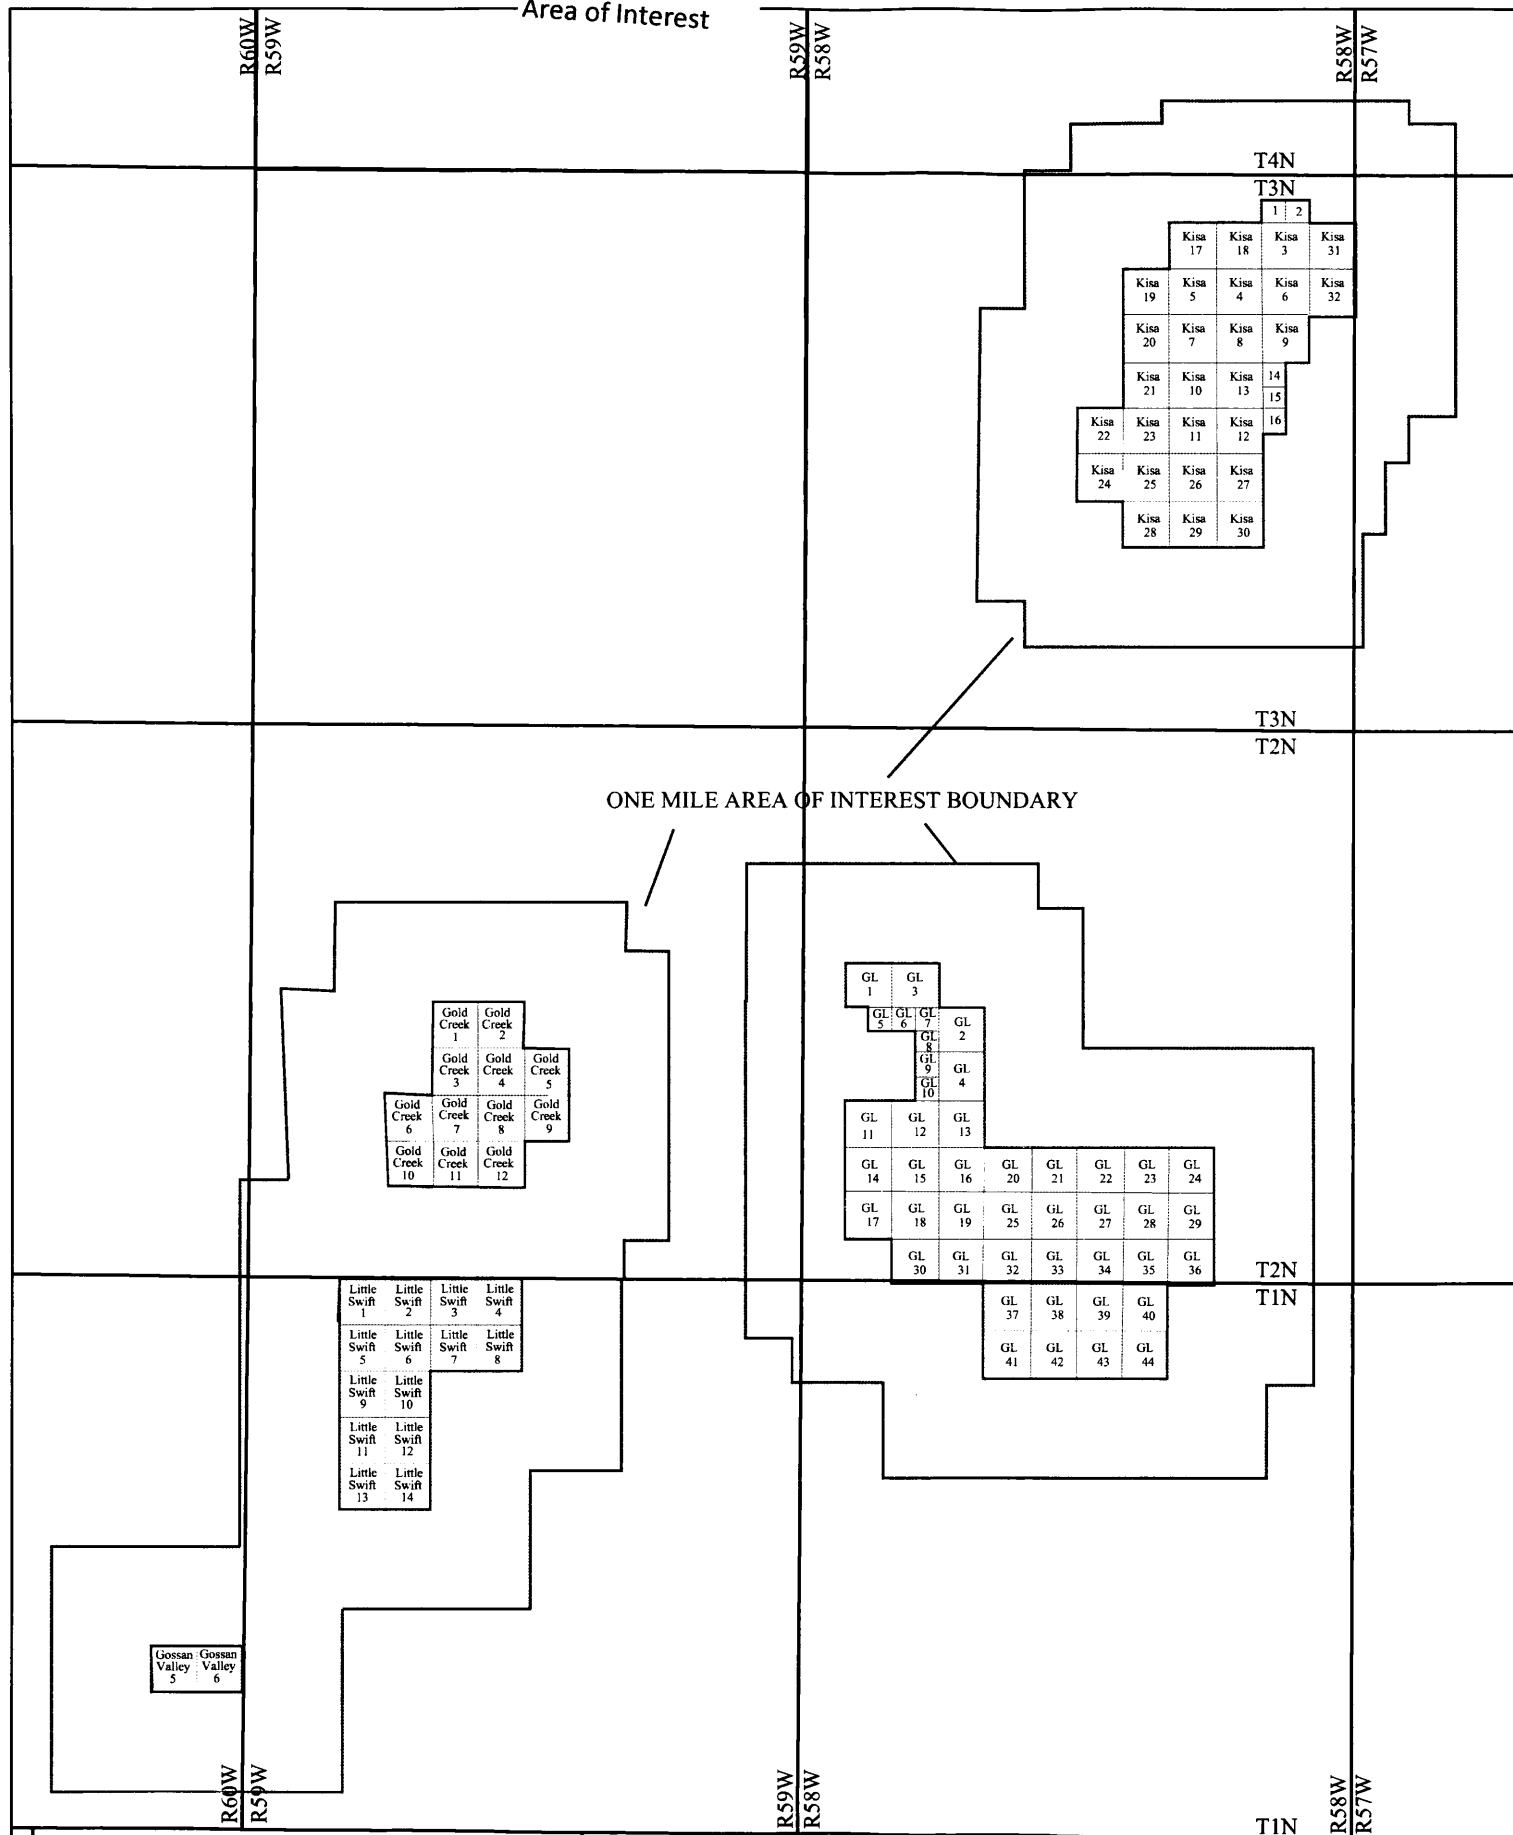 Area of Interest
R60W
R59W
R59W
R58W
R58W
R57W
T4N
T3N
1 2
Kisa Kisa Kisa Kisa
17 18 3 31
Kisa Kisa Kisa Kisa Kisa
19 5 4 6 32
Kisa Kisa Kisa Kisa
20 7 8 9
Kisa Kisa Kisa 14
21 10 13 15
Kisa Kisa Kisa Kisa 16
22 23 11 12
Kisa Kisa Kisa Kisa
24 25 26 27
Kisa Kisa Kisa
28 29 30
T3N
T2N
ONE MILE AREA OF INTEREST BOUNDARY
Gold Gold
Creek Creek
1 2
Gold Gold Gold
Creek Creek Creek
3 4 5
Gold Gold Gold Gold
Creek Creek Creek Creek
6 7 8 9
Gold Gold Gold
Creek Creek Creek
10 11 12
GL GL
1 3
GL GL GL GL
5 6 7 2
GL
8
GL GL
9 4
GL
10
GL GL GL
11 12 13
GL GL GL GL GL GL GL GL
14 15 16 20 21 22 23 24
GL GL GL GL GL GL GL GL
17 18 19 25 26 27 28 29
GL GL GL GL GL GL GL
30 31 32 33 34 35 36
T2N
T1N
GL GL GL GL
37 38 39 40
GL GL GL GL
41 42 43 44
Little Little Little Little
Swift Swift Swift Swift
1 2 3 4
Little Little Little Little
Swift Swift Swift Swift
5 6 7 8
Little Little
Swift Swift
9 10
Little Little
Swift Swift
11 12
Little Little
Swift Swift
13 14
Gossan Gossan
Valley Valley
5 6
R60W
R59W
R59W
R58W
R58W
R57W
T1N